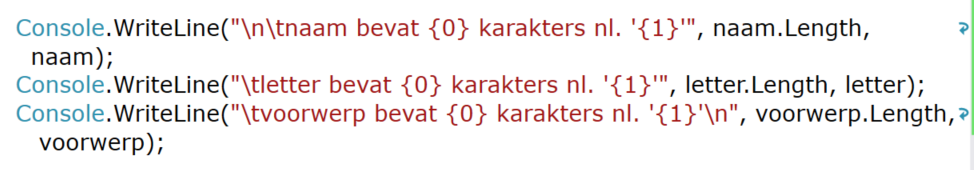 Console.WriteLine("\n\tnaam bevat {0} karakters nl. '{1}'", naam.Length,
naam);
Console.WriteLine("\tletter bevat {0} karakters nl. '{1}'", letter.Length, letter);
Console.WriteLine("\tvoorwerp bevat {0} karakters nl. '{1}'\n", voorwerp.Length,
voorwerp);